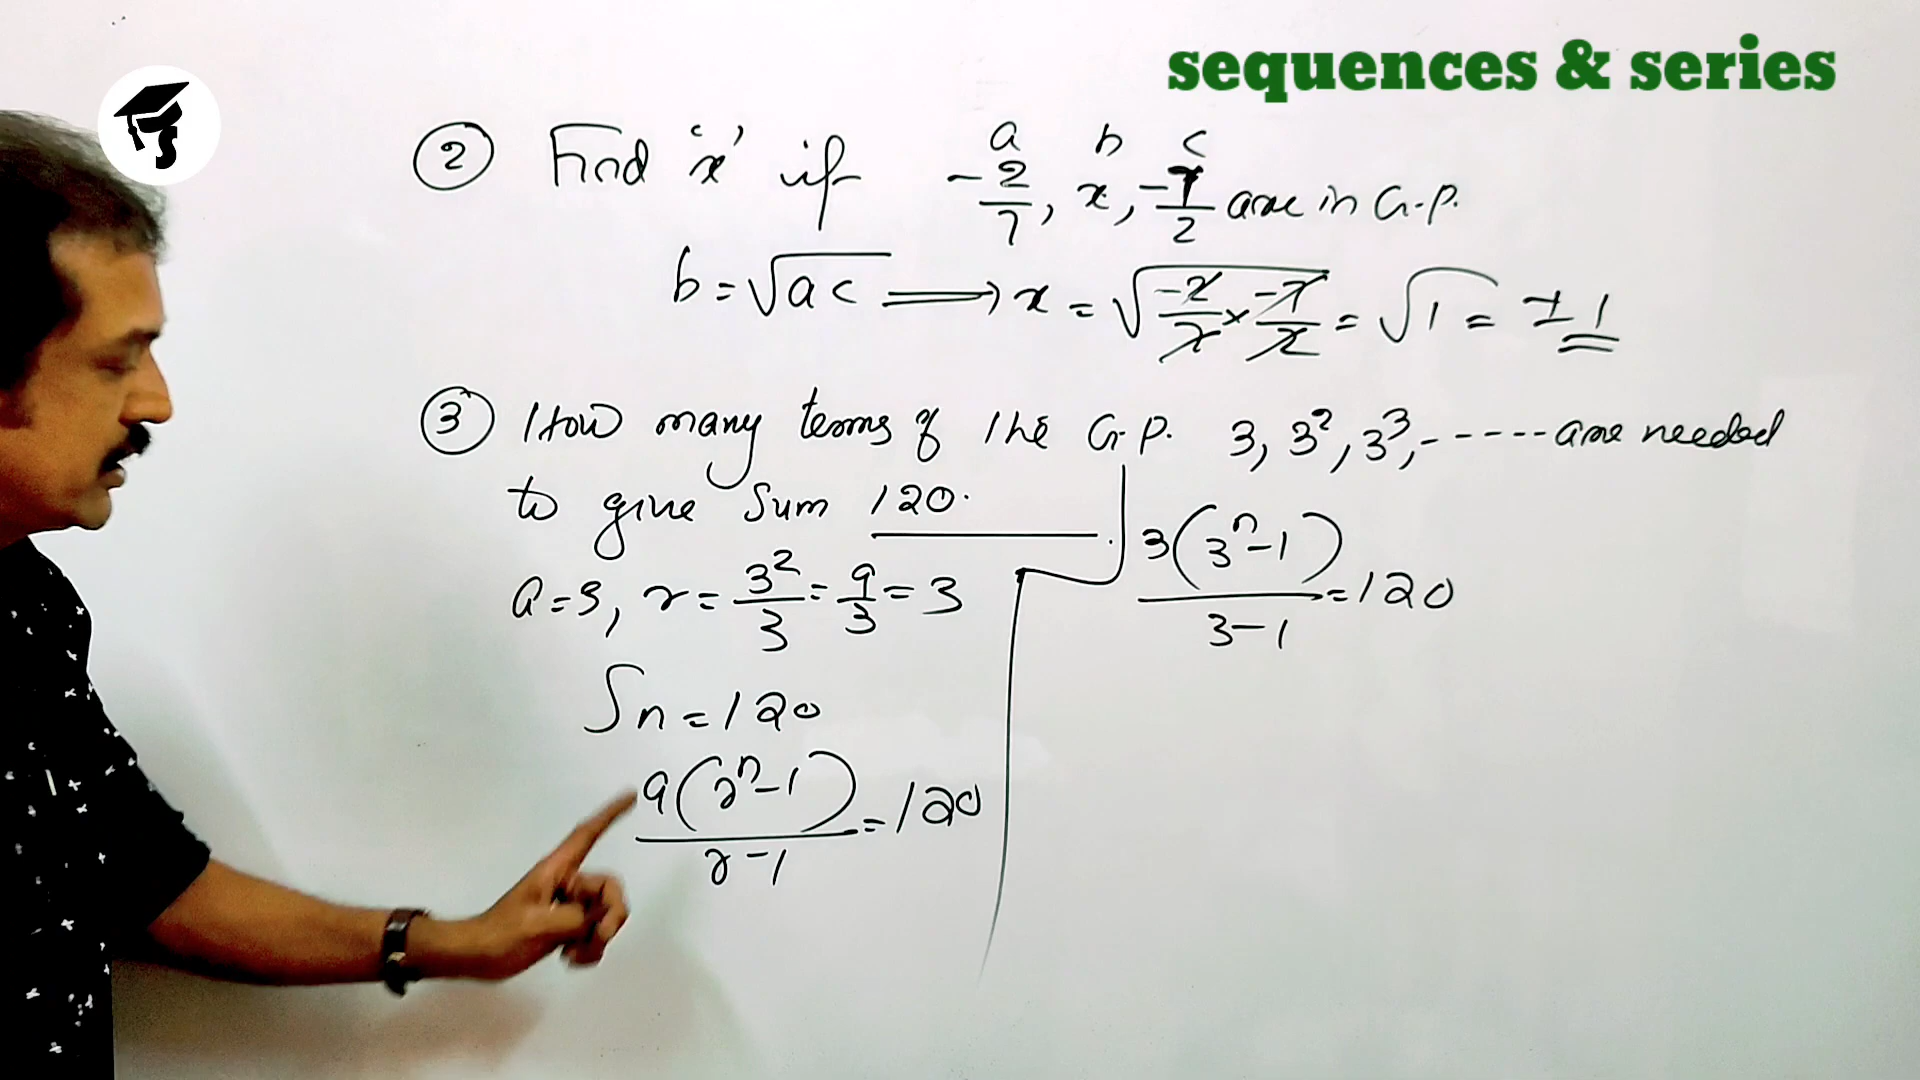 sequences & series
② Find 'x' if -2/7, x, -7/2 are in G.P.
a b c
b = √ac ⟹ x = √(-2/7 × -7/2) = √1 = ±1
③ How many terms of the G.P. 3, 3², 3³, ------ are needed
to give Sum 120.
a = 3, r = 3²/3 = 9/3 = 3
Sn = 120
a(rⁿ-1)/r-1 = 120
3(3ⁿ-1)/3-1 = 120